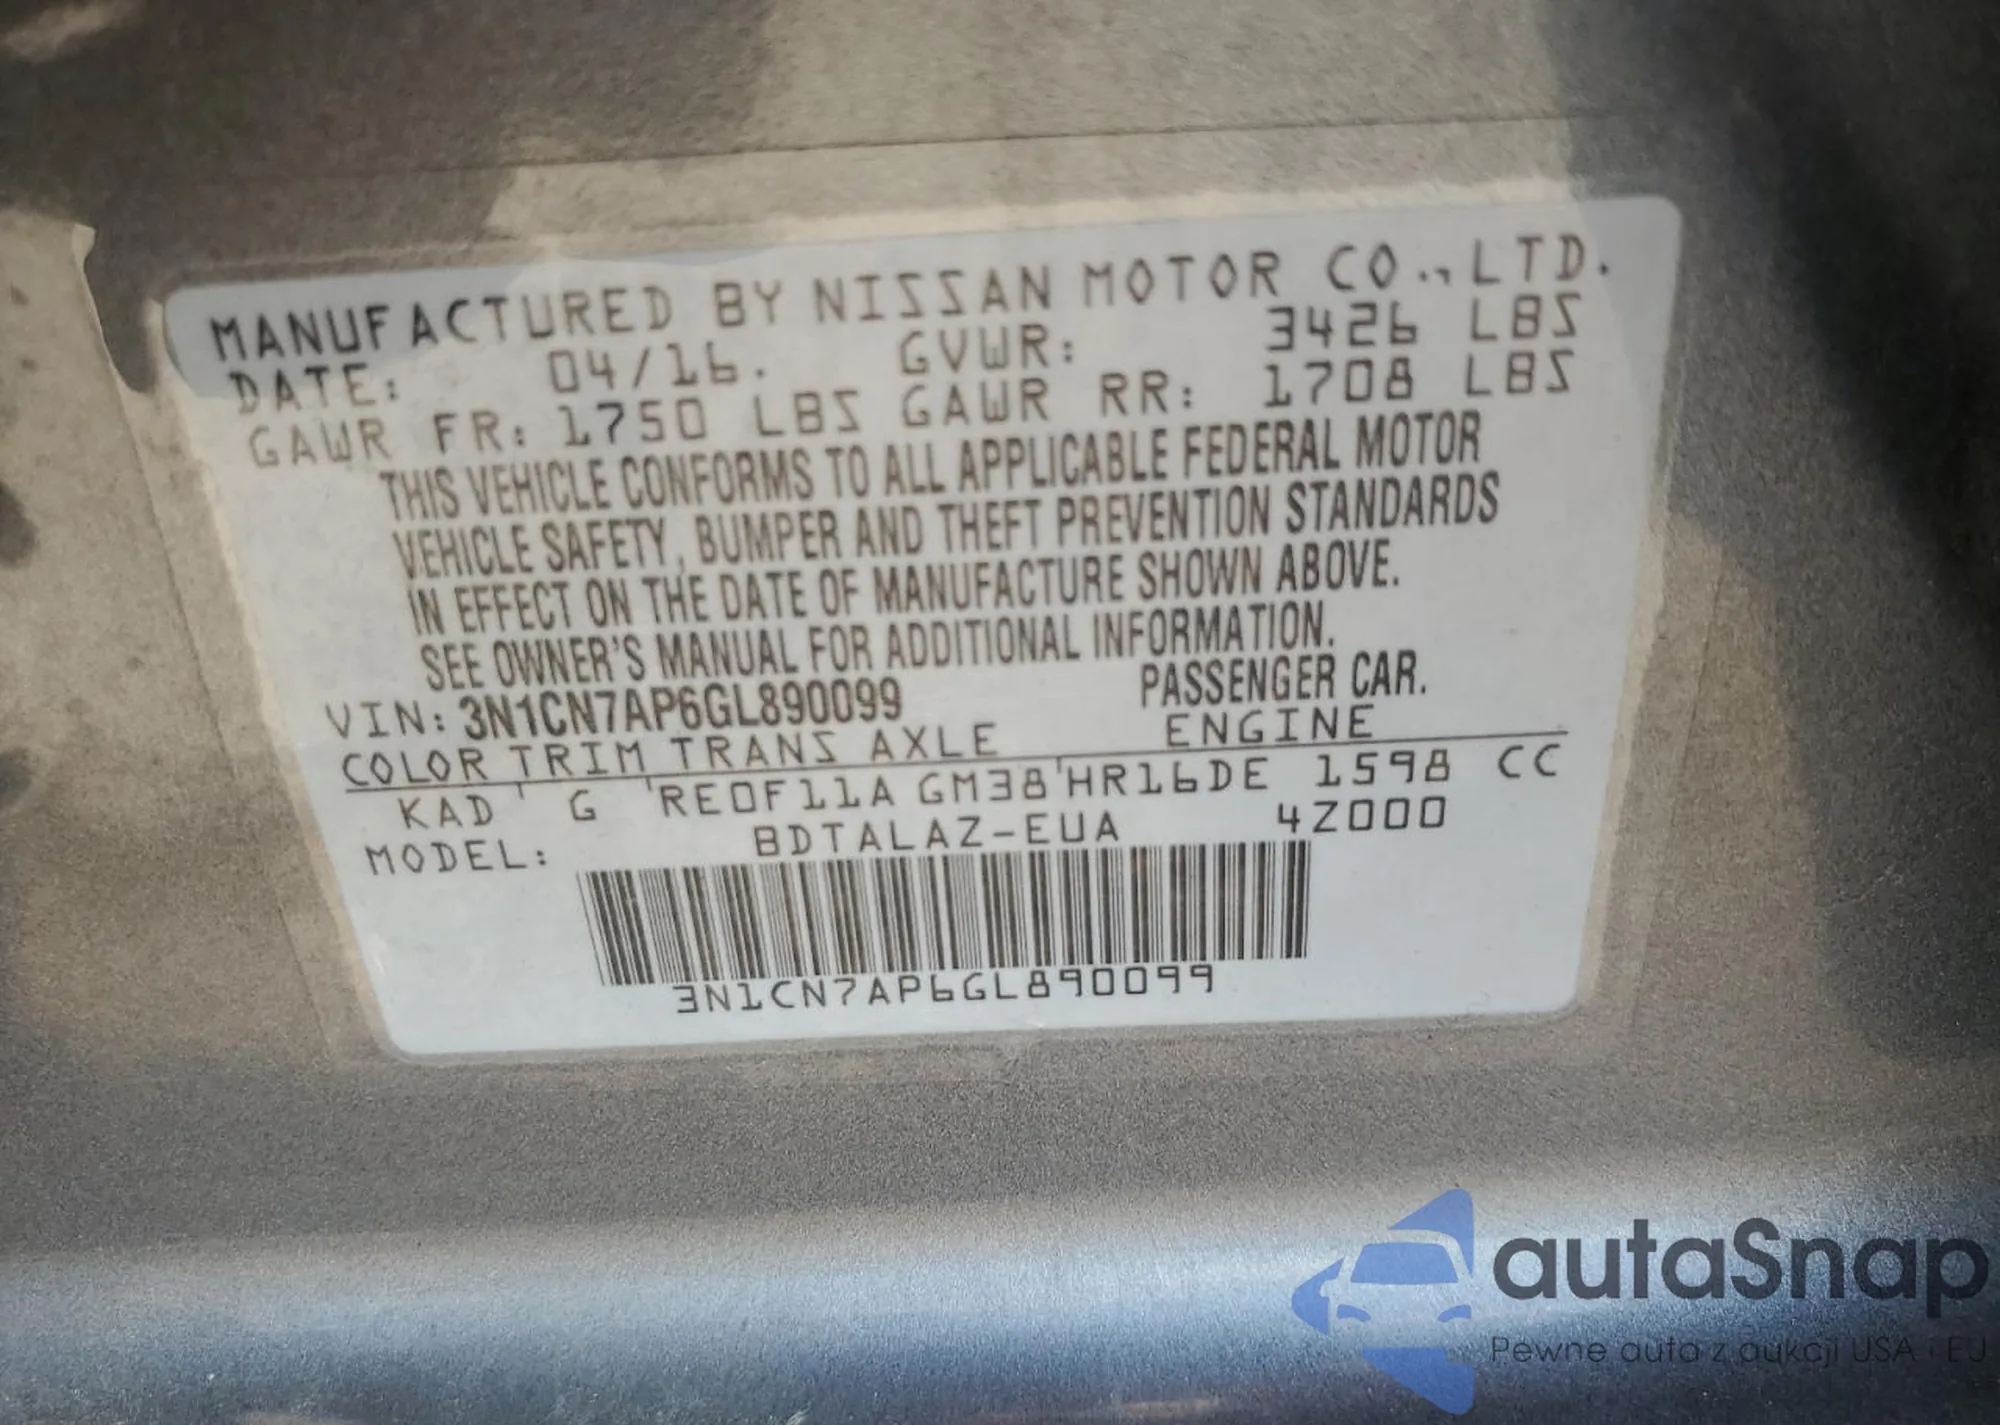 MANUFACTURED BY NISSAN MOTOR CO., LTD.
DATE: 04/16. GVWR: 3426 LBS
GAWR FR: 1750 LBS GAWR RR: 1708 LBS
THIS VEHICLE CONFORMS TO ALL APPLICABLE FEDERAL MOTOR
VEHICLE SAFETY, BUMPER AND THEFT PREVENTION STANDARDS
IN EFFECT ON THE DATE OF MANUFACTURE SHOWN ABOVE.
SEE OWNER'S MANUAL FOR ADDITIONAL INFORMATION.
VIN: 3N1CN7AP6GL890099 PASSENGER CAR.
COLOR TRIM TRANS AXLE ENGINE
KAD G RE0F11A GM38 HR16DE 1598 CC
MODEL: BDTALAZ-EUA 4Z000
3N1CN7AP6GL890099
autaSnap
Pewne auta z aukcji USA i EU